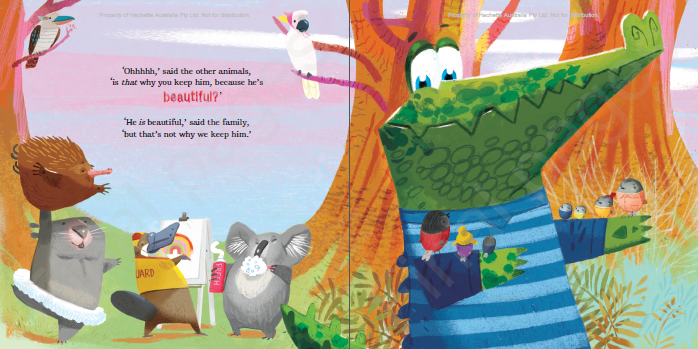 Property of Hachette Australia Pty Ltd. Not for distribution.
Property of Hachette Australia Pty Ltd. Not for distribution.
‘Ohhhhh,’ said the other animals,
‘is that why you keep him, because he’s
beautiful?’
‘He is beautiful,’ said the family,
‘but that’s not why we keep him.’
UARD